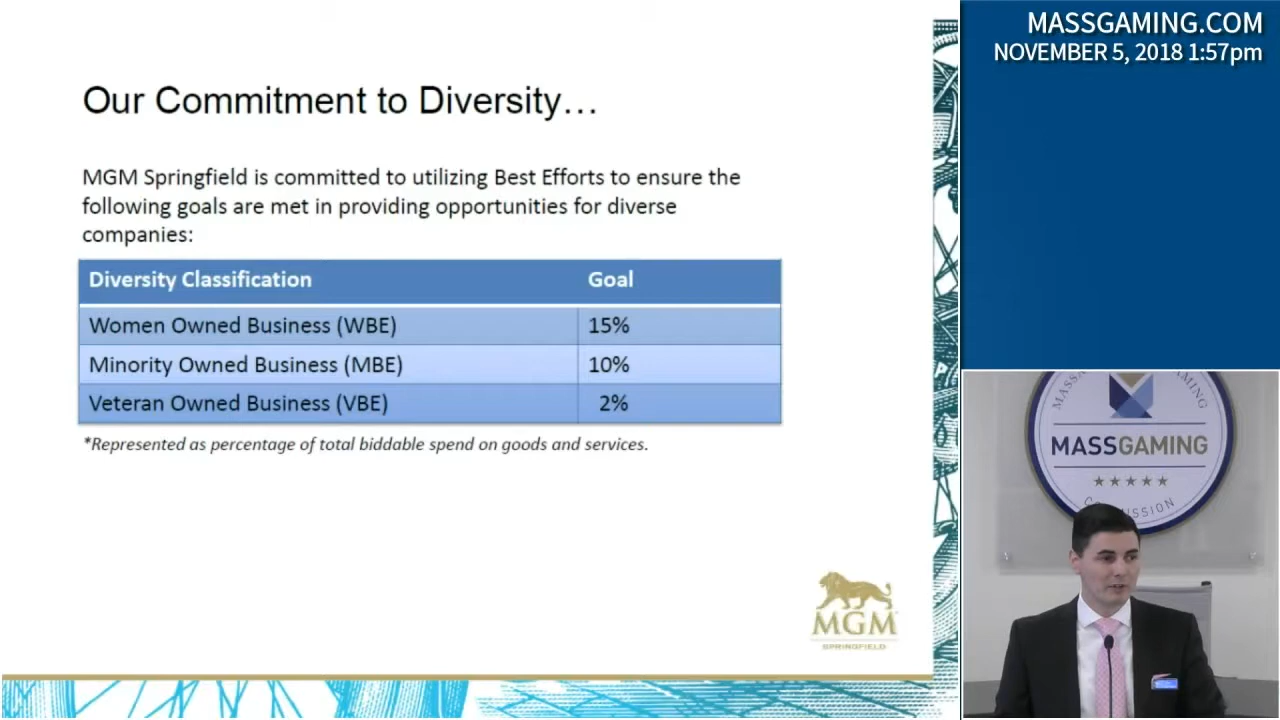 Our Commitment to Diversity…
MGM Springfield is committed to utilizing Best Efforts to ensure the
following goals are met in providing opportunities for diverse
companies:
Diversity Classification Goal
Women Owned Business (WBE) 15%
Minority Owned Business (MBE) 10%
Veteran Owned Business (VBE) 2%
*Represented as percentage of total biddable spend on goods and services.
MGM
SPRINGFIELD
MASSGAMING.COM
NOVEMBER 5, 2018 1:57pm
MASSGAMING